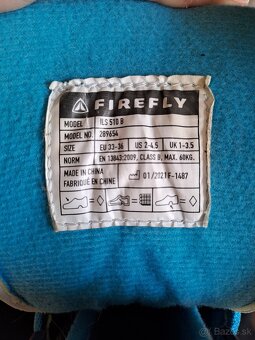 FIREFLY
MODEL ILS 510 B
MODEL NO. 289654
SIZE EU 33-36 US 2-4.5 UK 1-3.5
NORM EN 13843:2009, CLASS B, MAX. 60KG.
MADE IN CHINA
FABRIQUÉ EN CHINE
01/2021F-1487
bazos.sk